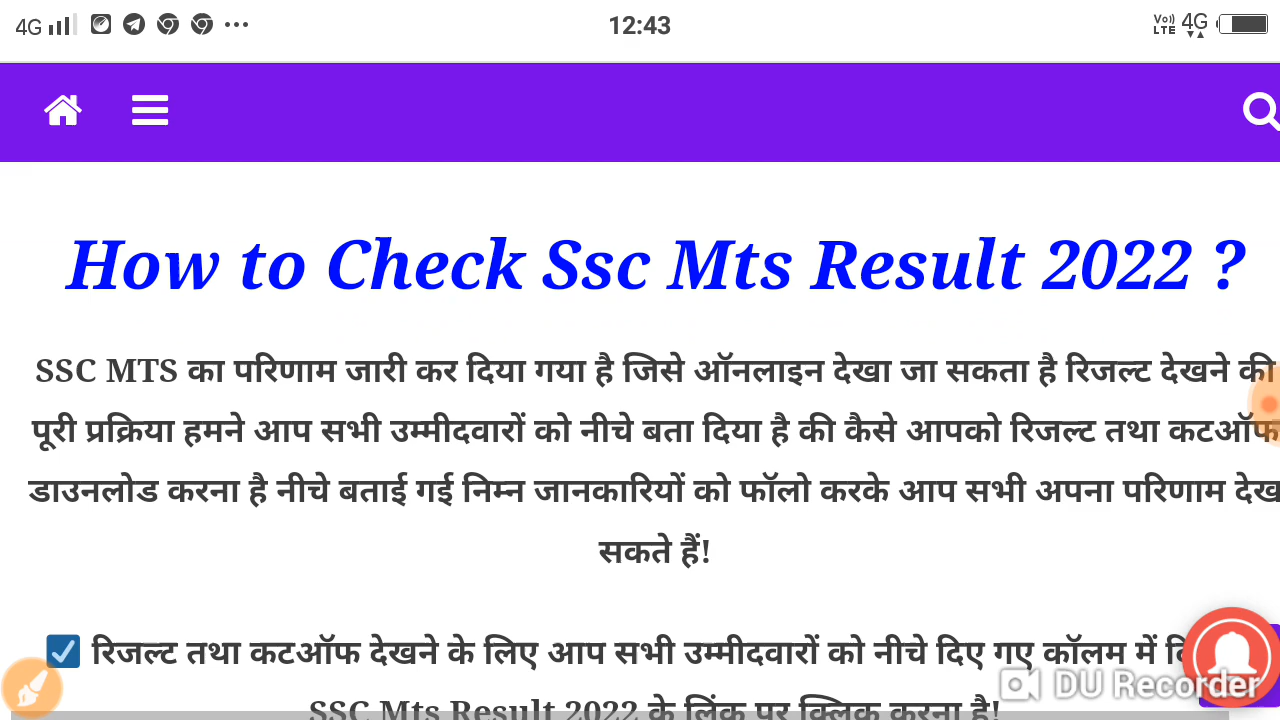 4G 12:43 Vo)) LTE 4G
How to Check Ssc Mts Result 2022 ?
SSC MTS का परिणाम जारी कर दिया गया है जिसे ऑनलाइन देखा जा सकता है रिजल्ट देखने की
पूरी प्रक्रिया हमने आप सभी उम्मीदवारों को नीचे बता दिया है की कैसे आपको रिजल्ट तथा कटऑफ
डाउनलोड करना है नीचे बताई गई निम्न जानकारियों को फॉलो करके आप सभी अपना परिणाम देख
सकते हैं!
रिजल्ट तथा कटऑफ देखने के लिए आप सभी उम्मीदवारों को नीचे दिए गए कॉलम में
SSC Mts Result 2022 के लिंक पर क्लिक करना है!
DU Recorder